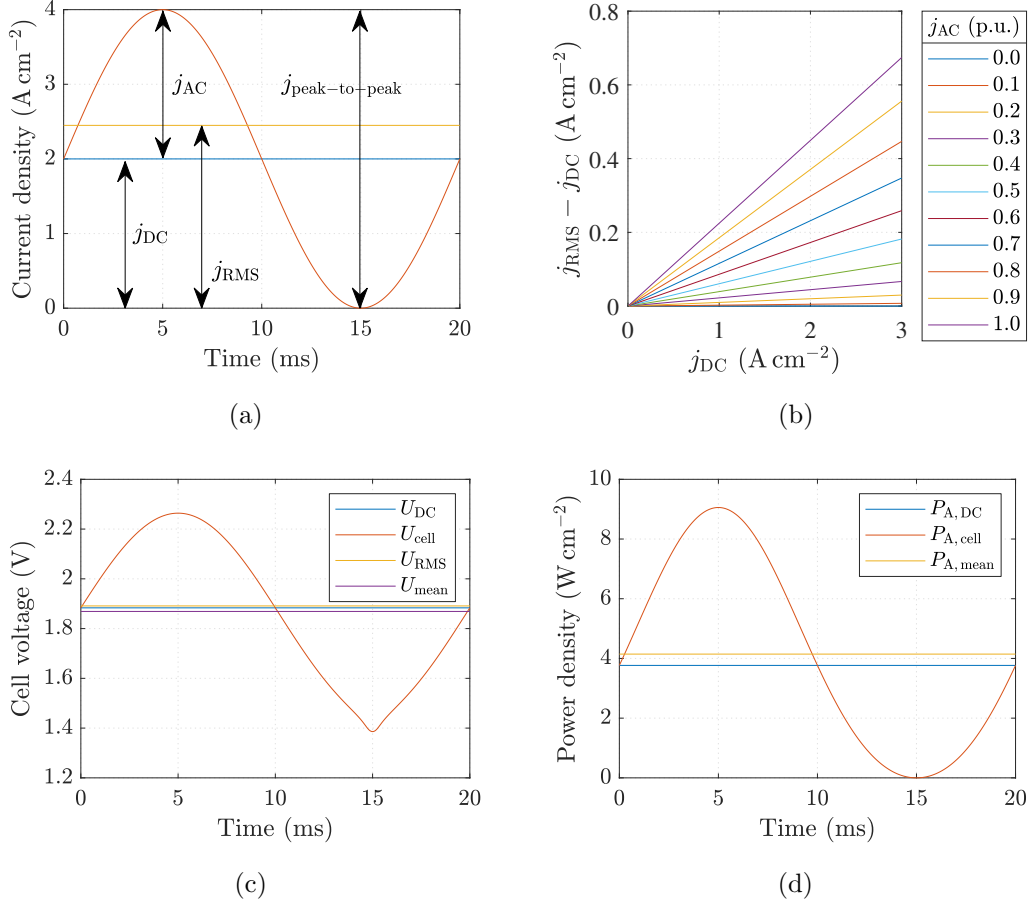 Current density (A cm⁻²)
4
3
2
1
0
j_AC
j_peak−to−peak
j_DC
j_RMS
0 5 10 15 20
Time (ms)
(a)
j_RMS − j_DC (A cm⁻²)
0.8
0.6
0.4
0.2
0
0 1 2 3
j_DC (A cm⁻²)
j_AC (p.u.)
0.0
0.1
0.2
0.3
0.4
0.5
0.6
0.7
0.8
0.9
1.0
(b)
Cell voltage (V)
2.4
2.2
2
1.8
1.6
1.4
1.2
U_DC
U_cell
U_RMS
U_mean
0 5 10 15 20
Time (ms)
(c)
Power density (W cm⁻²)
10
8
6
4
2
0
P_A, DC
P_A, cell
P_A, mean
0 5 10 15 20
Time (ms)
(d)